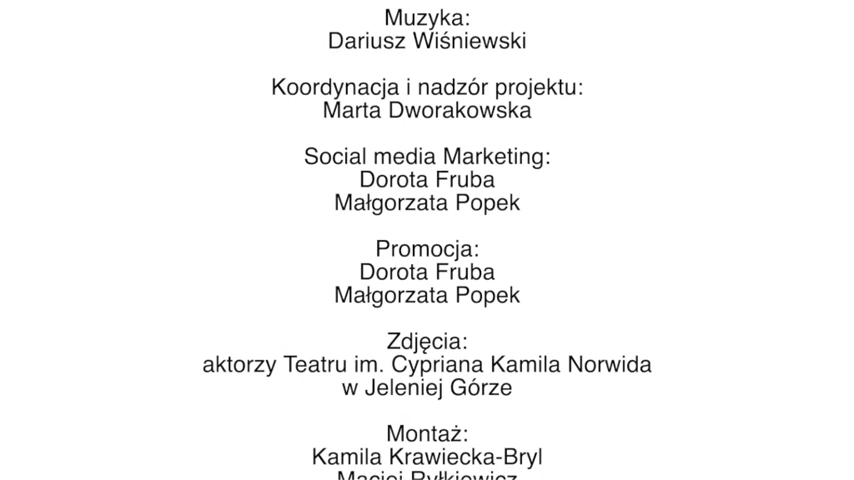 Muzyka:
Dariusz Wiśniewski
Koordynacja i nadzór projektu:
Marta Dworakowska
Social media Marketing:
Dorota Fruba
Małgorzata Popek
Promocja:
Dorota Fruba
Małgorzata Popek
Zdjęcia:
aktorzy Teatru im. Cypriana Kamila Norwida
w Jeleniej Górze
Montaż:
Kamila Krawiecka-Bryl
Maciej